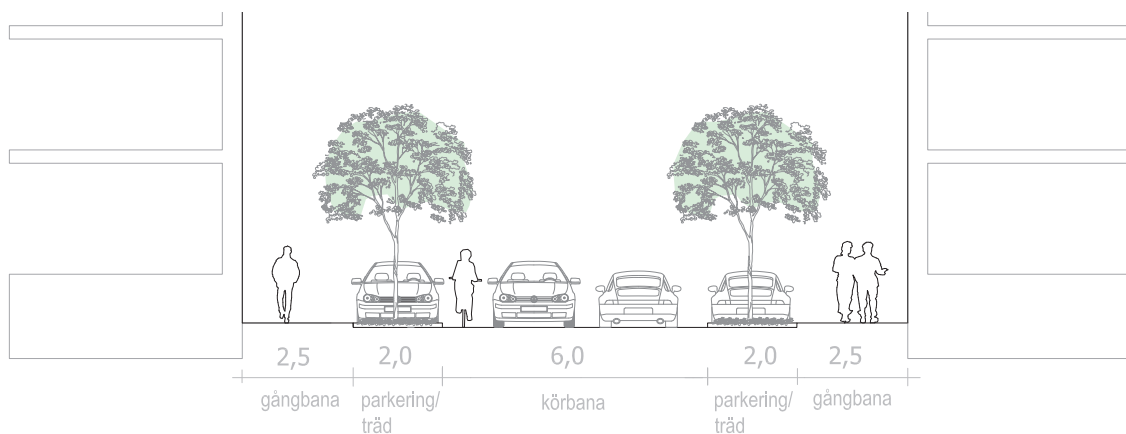 2,5 2,0 6,0 2,0 2,5
gångbana parkering/ körbana parkering/ gångbana
träd träd